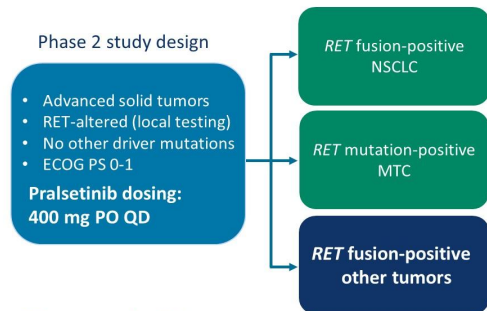 Phase 2 study design
• Advanced solid tumors
• RET-altered (local testing)
• No other driver mutations
• ECOG PS 0-1
Pralsetinib dosing:
400 mg PO QD
RET fusion-positive
NSCLC
RET mutation-positive
MTC
RET fusion-positive
other tumors